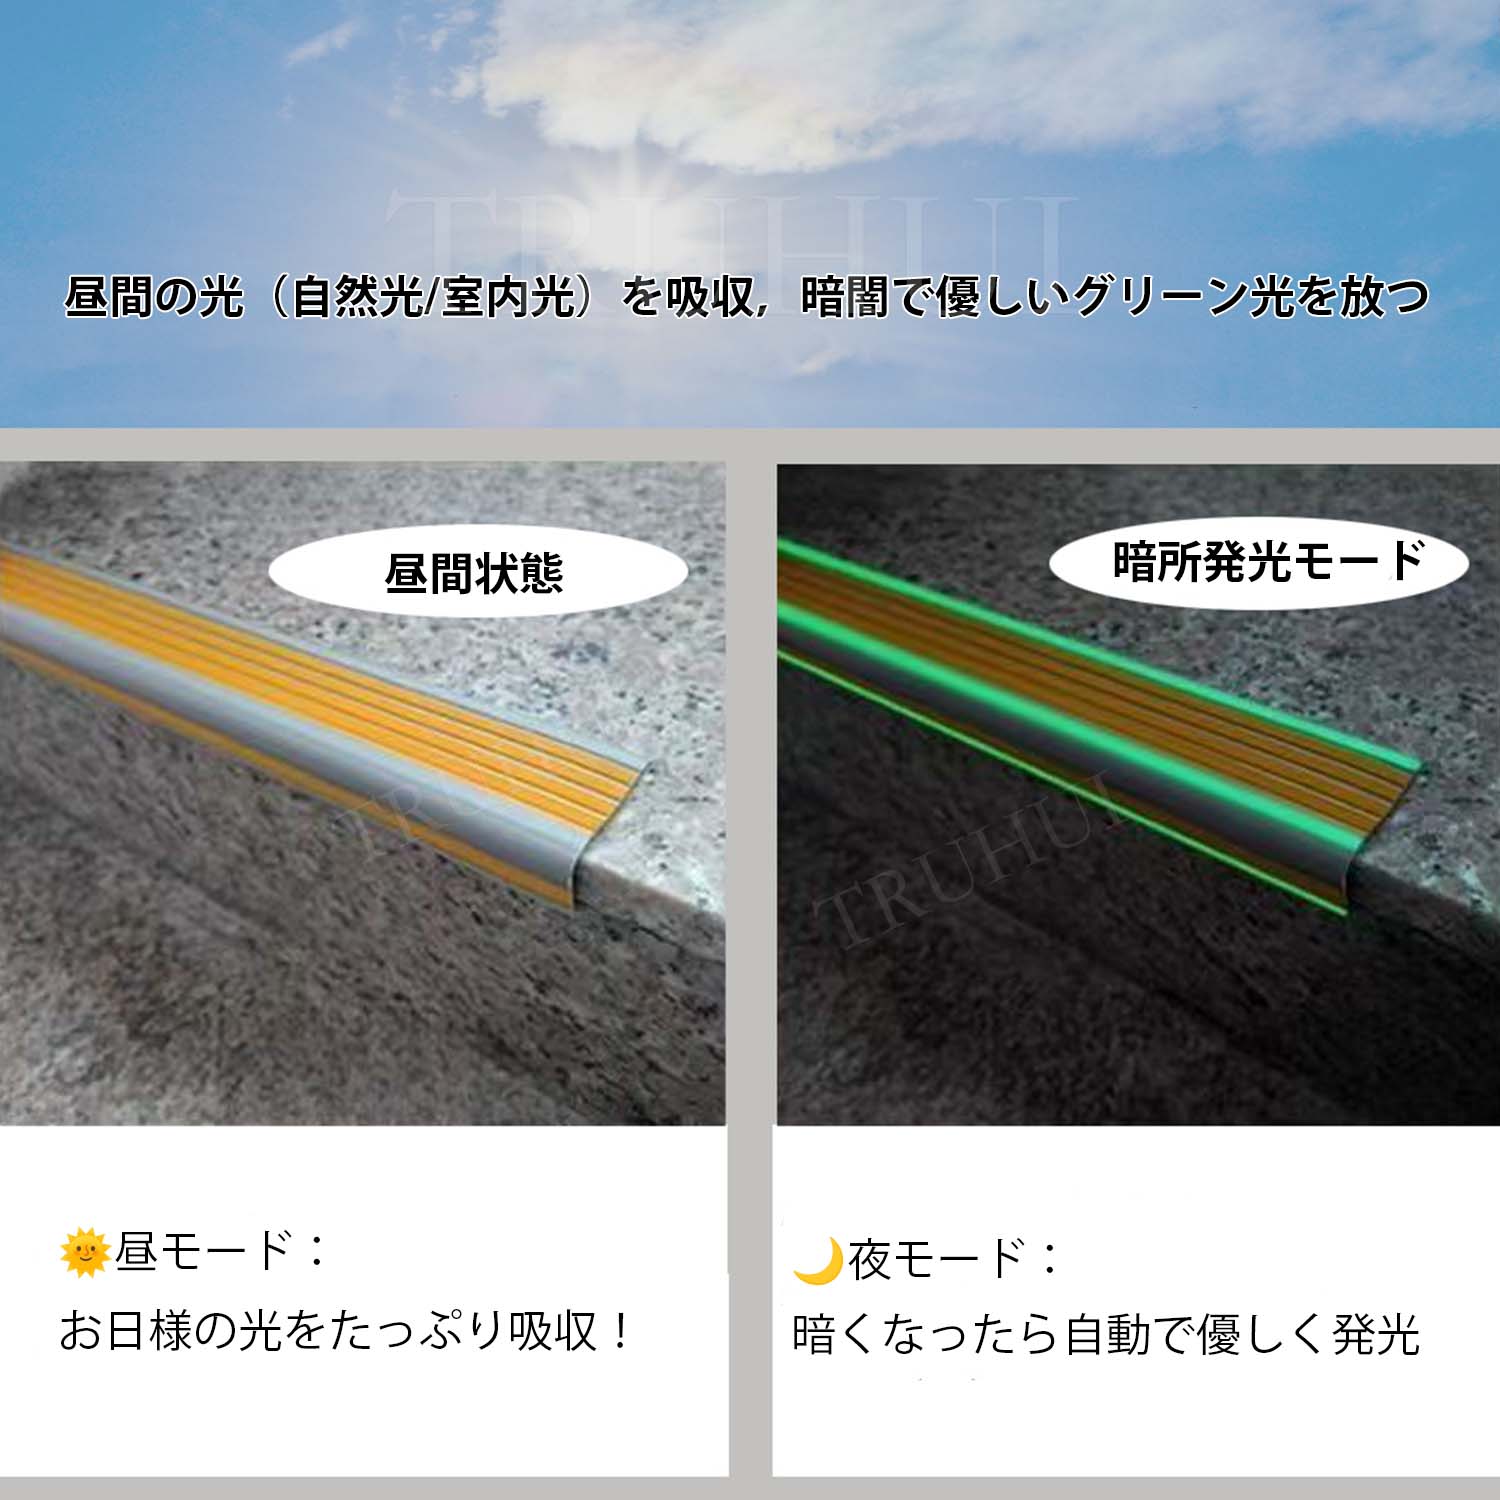 TRUHUI
昼間の光（自然光/室内光）を吸収，暗闇で優しいグリーン光を放つ
昼間状態
暗所発光モード
TRUHUI
🌞昼モード：
お日様の光をたっぷり吸収！
🌙夜モード：
暗くなったら自動で優しく発光